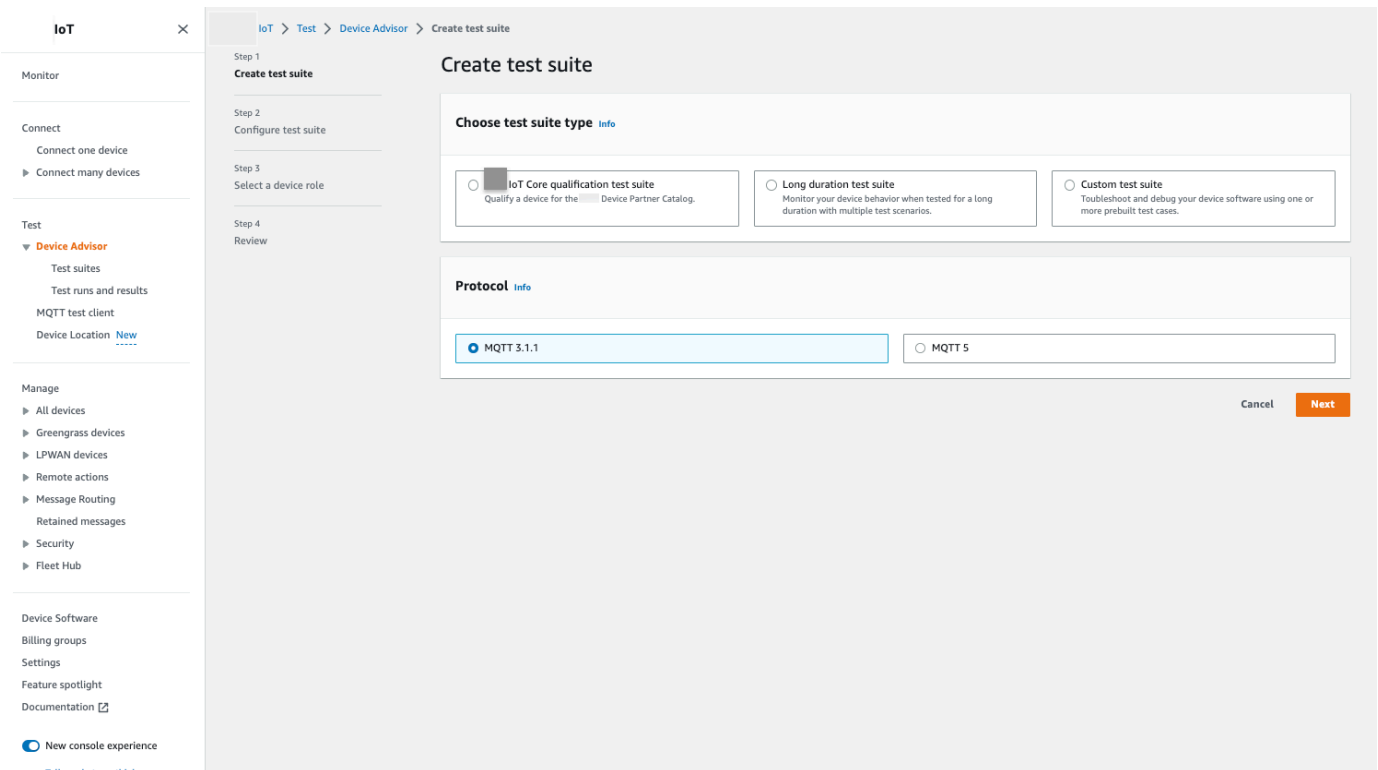 IoT
Monitor
Connect
Connect one device
Connect many devices
Test
Device Advisor
Test suites
Test runs and results
MQTT test client
Device Location New
Manage
All devices
Greengrass devices
LPWAN devices
Remote actions
Message Routing
Retained messages
Security
Fleet Hub
Device Software
Billing groups
Settings
Feature spotlight
Documentation
New console experience
IoT > Test > Device Advisor > Create test suite
Step 1
Create test suite
Step 2
Configure test suite
Step 3
Select a device role
Step 4
Review
Create test suite
Choose test suite type Info
IoT Core qualification test suite
Qualify a device for the Device Partner Catalog.
Long duration test suite
Monitor your device behavior when tested for a long
duration with multiple test scenarios.
Custom test suite
Toubleshoot and debug your device software using one or
more prebuilt test cases.
Protocol Info
MQTT 3.1.1
MQTT 5
Cancel
Next